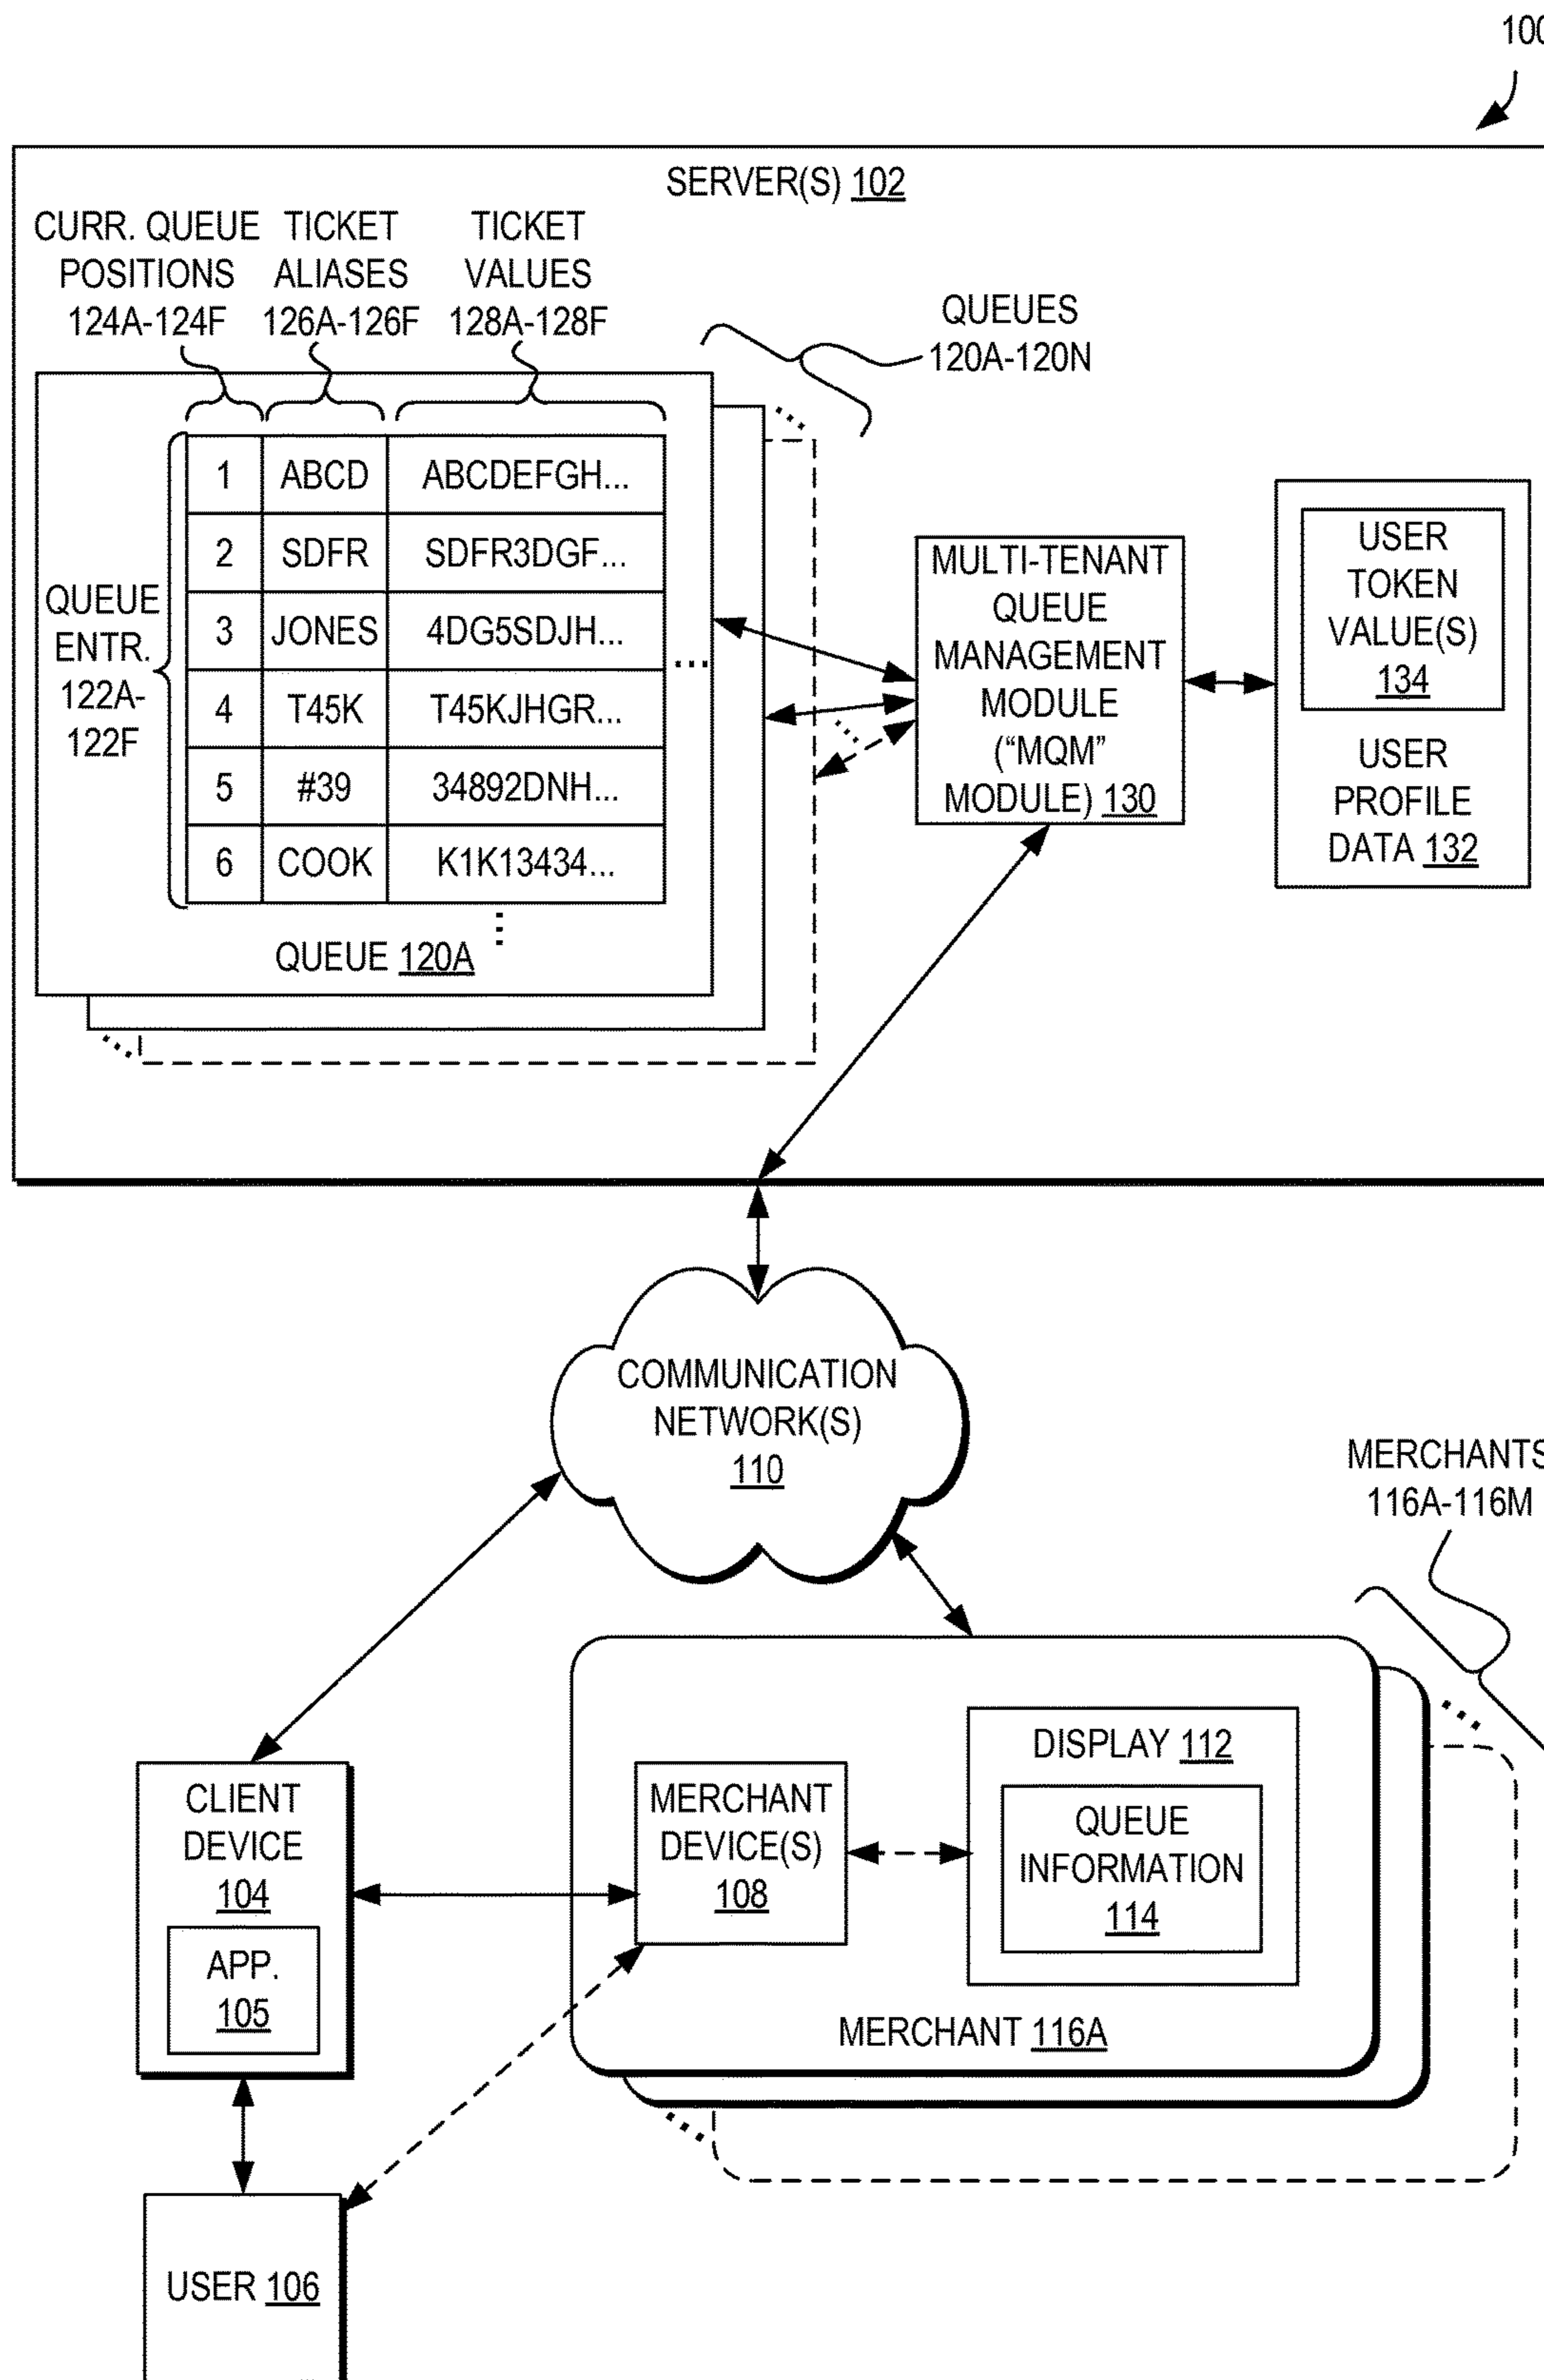 100
SERVER(S) 102
CURR. QUEUE
POSITIONS
124A-124F
TICKET
ALIASES
126A-126F
TICKET
VALUES
128A-128F
QUEUES
120A-120N
QUEUE
ENTR.
122A-
122F
1 ABCD ABCDEFGH...
2 SDFR SDFR3DGF...
3 JONES 4DG5SDJH...
4 T45K T45KJHGR...
5 #39 34892DNH...
6 COOK K1K13434...
QUEUE 120A
MULTI-TENANT
QUEUE
MANAGEMENT
MODULE
(“MQM”
MODULE) 130
USER
TOKEN
VALUE(S)
134
USER
PROFILE
DATA 132
COMMUNICATION
NETWORK(S)
110
MERCHANTS
116A-116M
CLIENT
DEVICE
104
APP.
105
MERCHANT
DEVICE(S)
108
DISPLAY 112
QUEUE
INFORMATION
114
MERCHANT 116A
USER 106